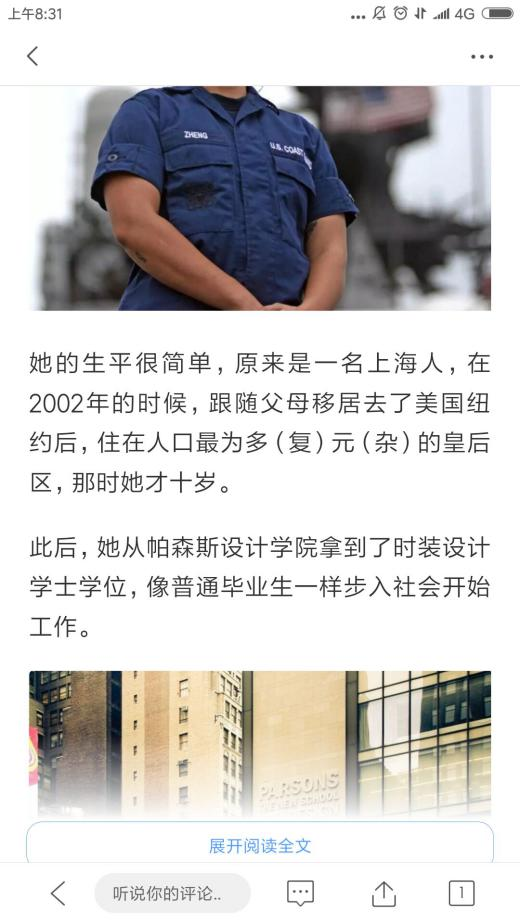 上午8:31
4G
ZHENG
U.S. COAST
她的生平很简单，原来是一名上海人，在
2002年的时候，跟随父母移居去了美国纽
约后，住在人口最为多（复）元（杂）的皇后
区，那时她才十岁。
此后，她从帕森斯设计学院拿到了时装设计
学士学位，像普通毕业生一样步入社会开始
工作。
PARSONS
THE NEW SCHOOL
展开阅读全文
听说你的评论..
1